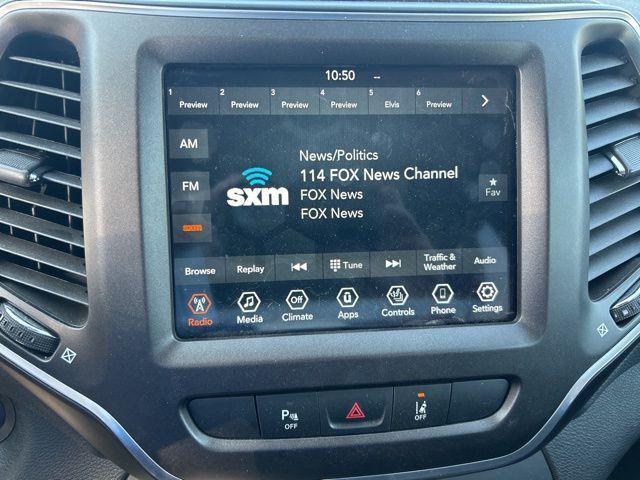 10:50 --
1 Preview 2 Preview 3 Preview 4 Preview 5 Elvis 6 Preview
AM
FM
sxm
sxm
News/Politics
114 FOX News Channel
FOX News
FOX News
Fav
Browse Replay Tune Traffic & Weather Audio
Radio Media Off Climate Apps Controls Phone Settings
P OFF OFF